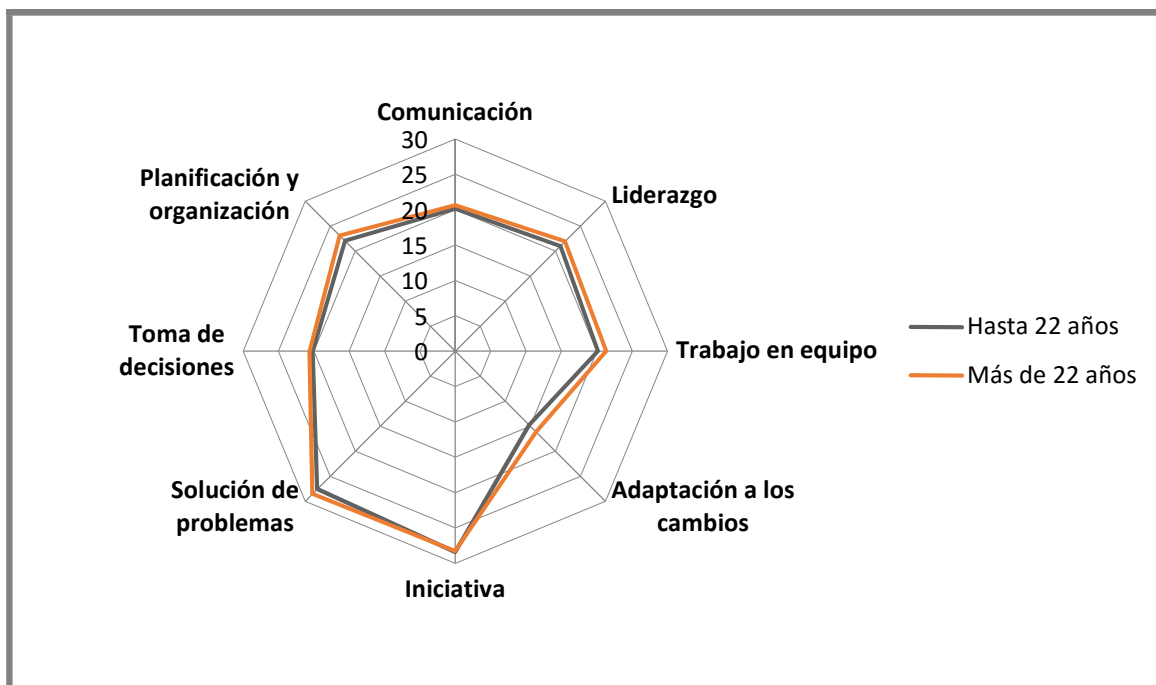 Comunicación
30
25
20
15
10
5
0
Planificación y
organización
Liderazgo
Toma de
decisiones
Trabajo en equipo
Solución de
problemas
Adaptación a los
cambios
Iniciativa
Hasta 22 años
Más de 22 años